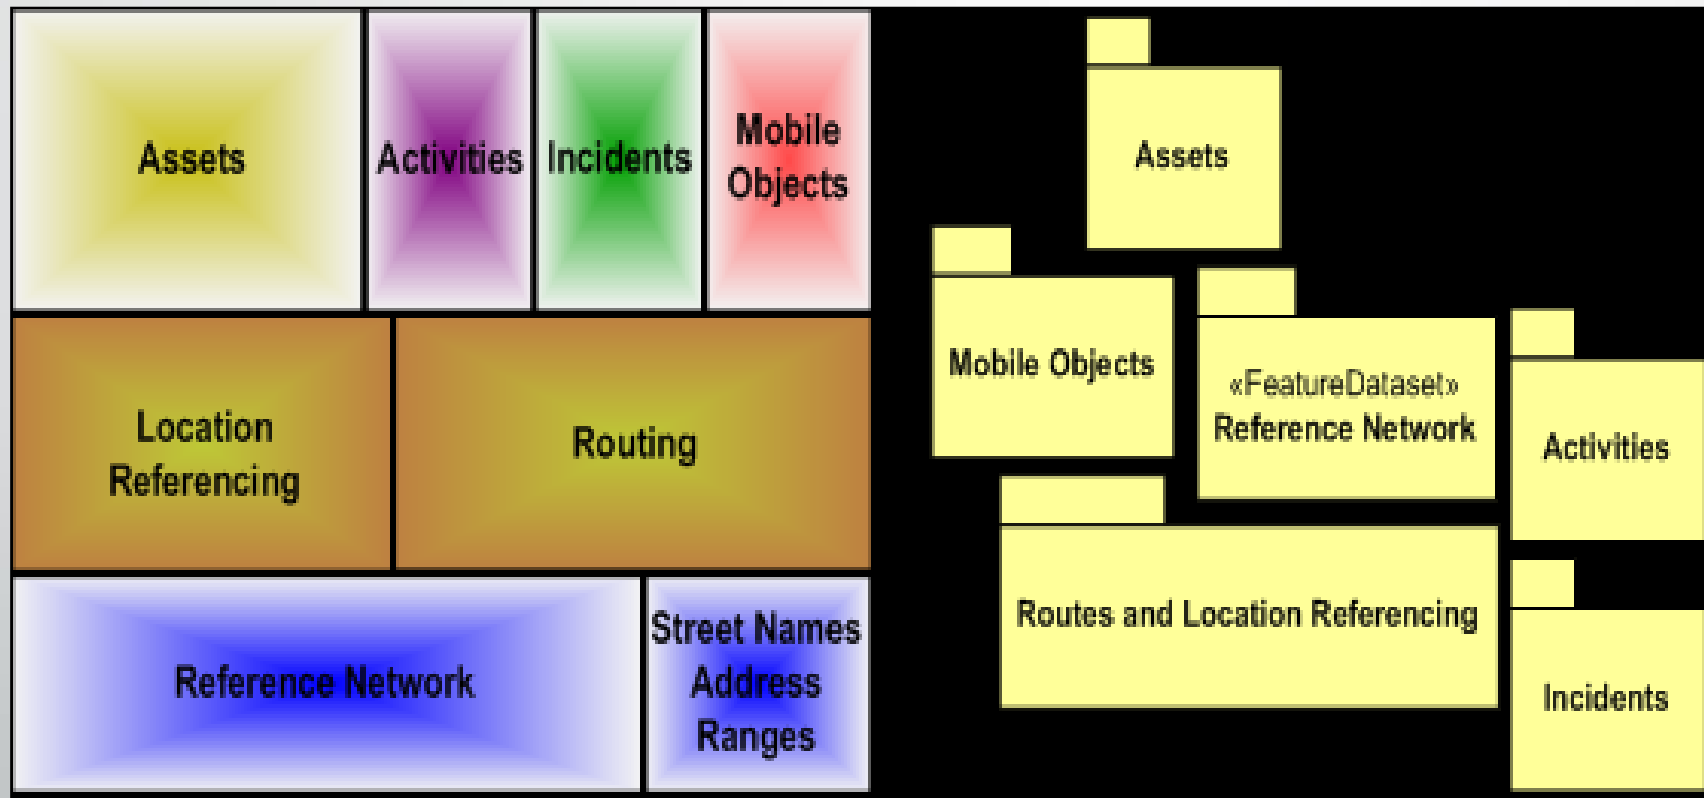 Assets
Activities
Incidents
Mobile
Objects
Location
Referencing
Routing
Reference Network
Street Names
Address
Ranges
Assets
Mobile Objects
«FeatureDataset»
Reference Network
Activities
Routes and Location Referencing
Incidents